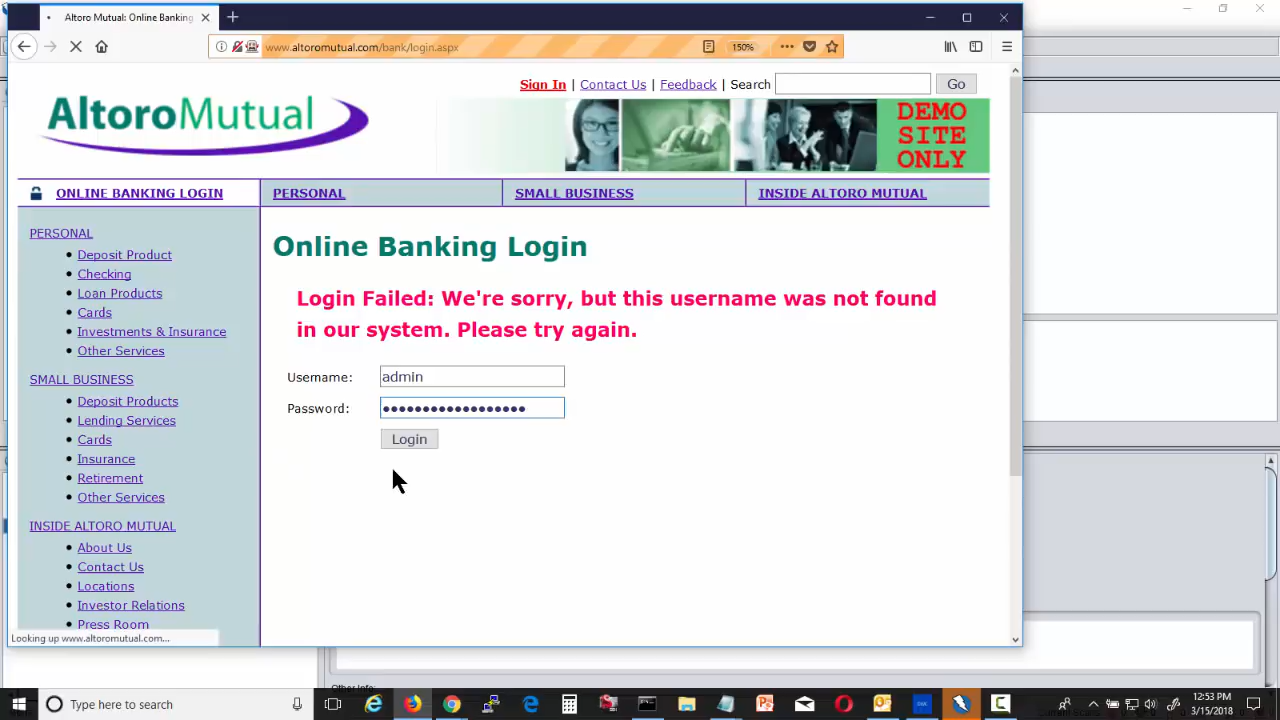 Altoro Mutual: Online Banking
www.altoromutual.com/bank/login.aspx
150%
Sign In | Contact Us | Feedback | Search
Go
AltoroMutual
DEMO
SITE
ONLY
ONLINE BANKING LOGIN
PERSONAL
SMALL BUSINESS
INSIDE ALTORO MUTUAL
PERSONAL
Deposit Product
Checking
Loan Products
Cards
Investments & Insurance
Other Services
SMALL BUSINESS
Deposit Products
Lending Services
Cards
Insurance
Retirement
Other Services
INSIDE ALTORO MUTUAL
About Us
Contact Us
Locations
Investor Relations
Press Room
Online Banking Login
Login Failed: We're sorry, but this username was not found
in our system. Please try again.
Username:
admin
Password:
Login
Looking up www.altoromutual.com...
Other Info:
Type here to search
12:53 PM
3/15/2018